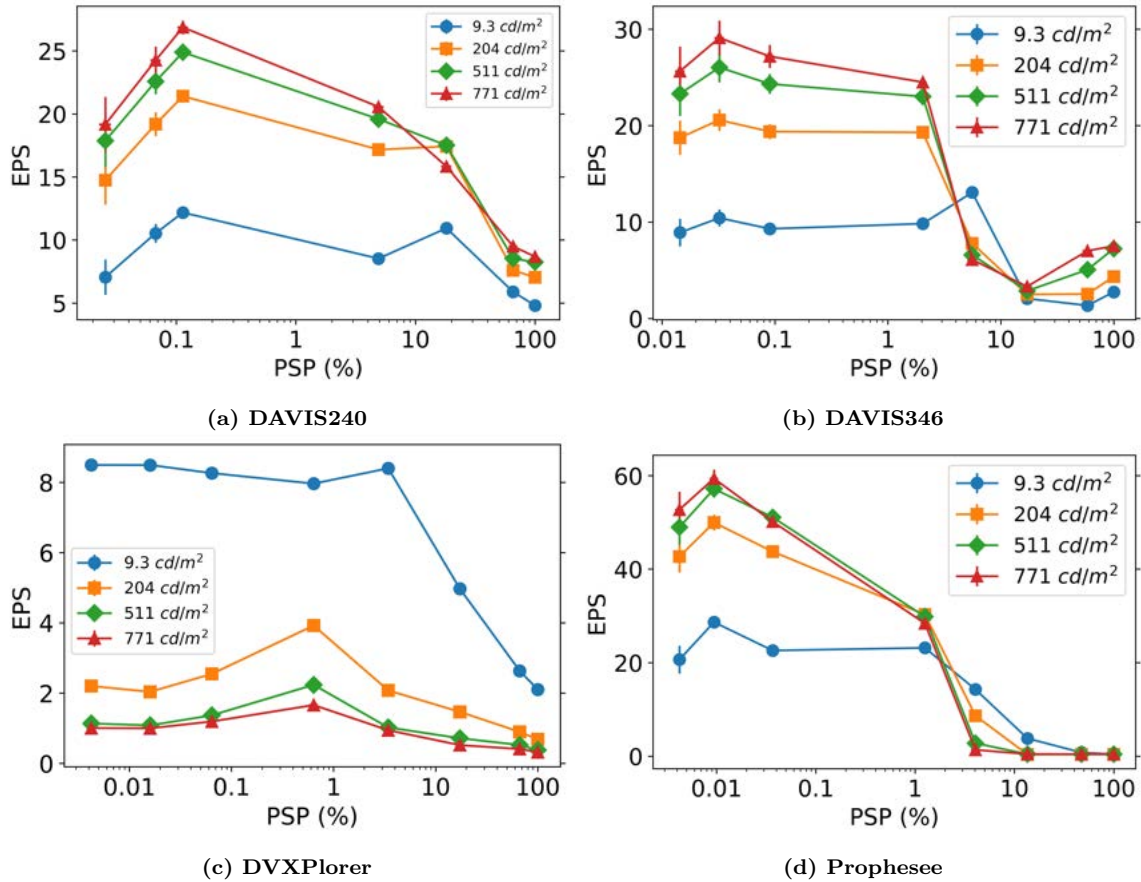 EPS
25
20
15
10
5
0.1
1
10
100
PSP (%)
9.3 cd/m²
204 cd/m²
511 cd/m²
771 cd/m²
(a) DAVIS240
EPS
30
20
10
0
0.01
0.1
1
10
100
PSP (%)
9.3 cd/m²
204 cd/m²
511 cd/m²
771 cd/m²
(b) DAVIS346
EPS
8
6
4
2
0
0.01
0.1
1
10
100
PSP (%)
9.3 cd/m²
204 cd/m²
511 cd/m²
771 cd/m²
(c) DVXPlorer
EPS
60
40
20
0
0.01
0.1
1
10
100
PSP (%)
9.3 cd/m²
204 cd/m²
511 cd/m²
771 cd/m²
(d) Prophesee